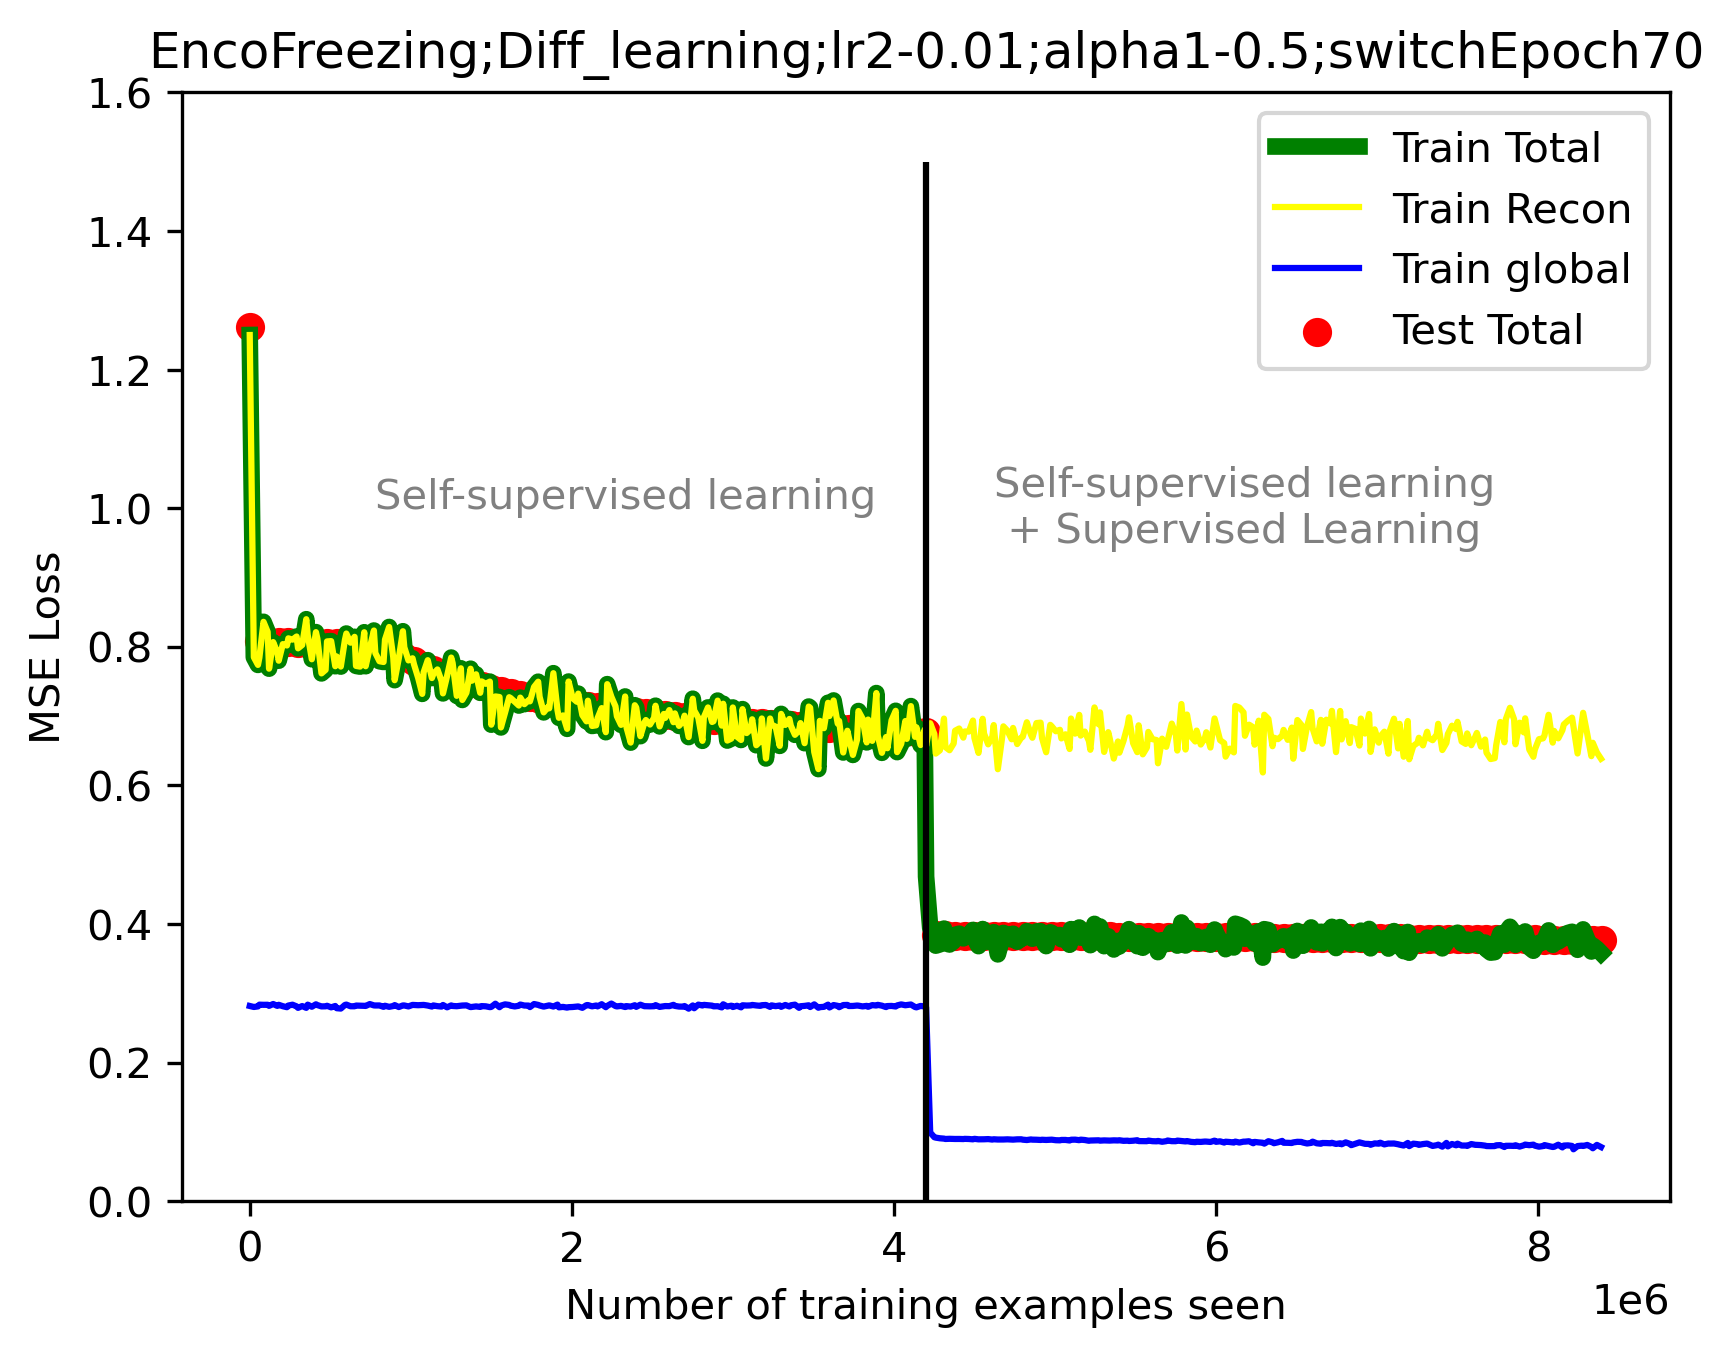 EncoFreezing;Diff_learning;lr2-0.01;alpha1-0.5;switchEpoch70
1.6
1.4
1.2
1.0
0.8
0.6
0.4
0.2
0.0
MSE Loss
Train Total
Train Recon
Train global
Test Total
Self-supervised learning
Self-supervised learning
+ Supervised Learning
0
2
4
6
8
1e6
Number of training examples seen